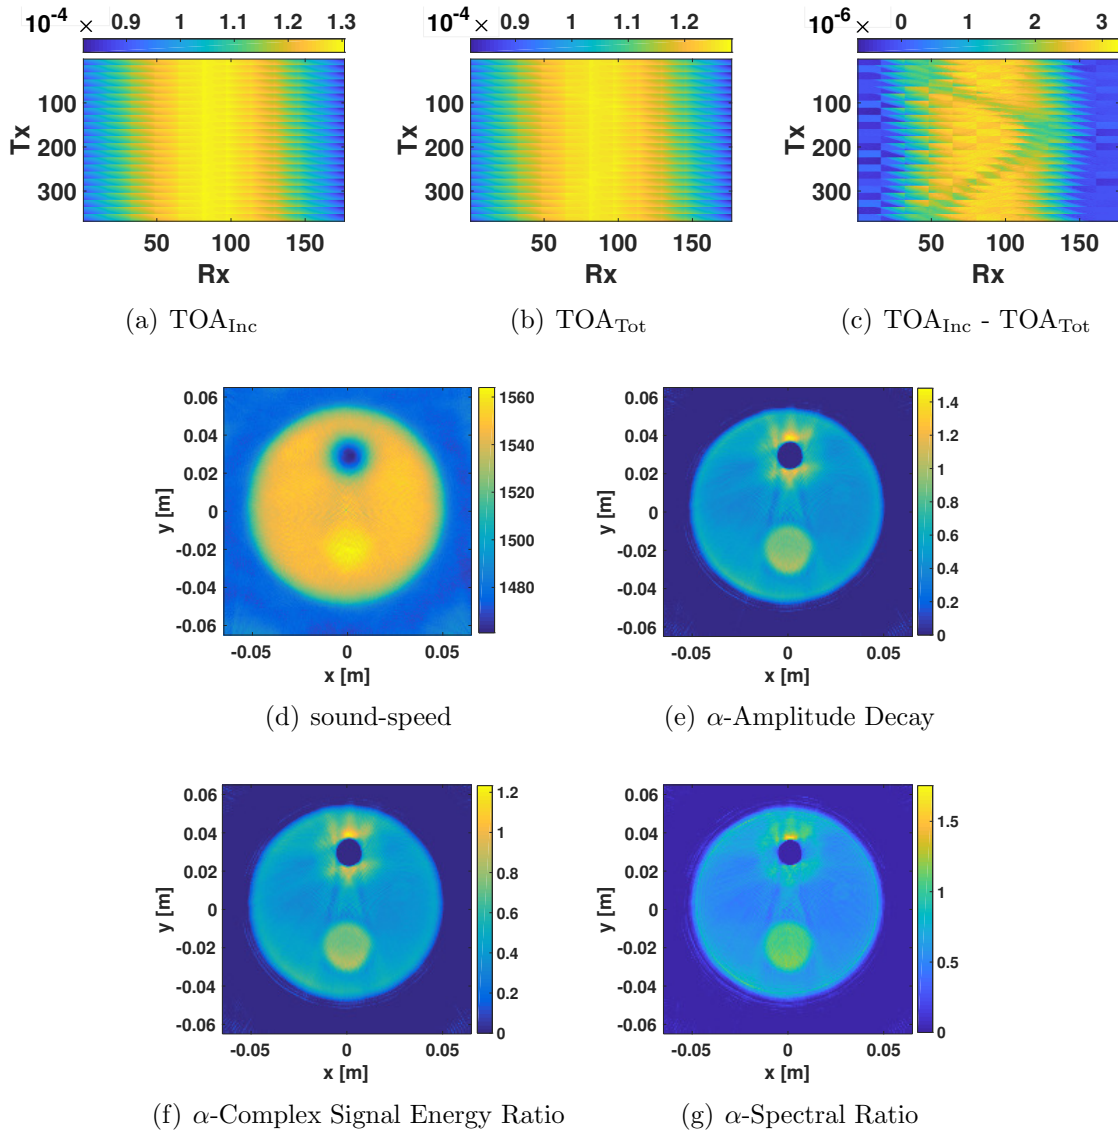 10^-4 × 0.9 1 1.1 1.2 1.3
Tx
100
200
300
50 100 150
Rx
(a) TOA_Inc
10^-4 × 0.9 1 1.1 1.2
Tx
100
200
300
50 100 150
Rx
(b) TOA_Tot
10^-6 × 0 1 2 3
Tx
100
200
300
50 100 150
Rx
(c) TOA_Inc - TOA_Tot
y [m]
0.06
0.04
0.02
0
-0.02
-0.04
-0.06
-0.05 0 0.05
x [m]
1560
1540
1520
1500
1480
(d) sound-speed
y [m]
0.06
0.04
0.02
0
-0.02
-0.04
-0.06
-0.05 0 0.05
x [m]
1.4
1.2
1
0.8
0.6
0.4
0.2
0
(e) α-Amplitude Decay
y [m]
0.06
0.04
0.02
0
-0.02
-0.04
-0.06
-0.05 0 0.05
x [m]
1.2
1
0.8
0.6
0.4
0.2
0
(f) α-Complex Signal Energy Ratio
y [m]
0.06
0.04
0.02
0
-0.02
-0.04
-0.06
-0.05 0 0.05
x [m]
1.5
1
0.5
0
(g) α-Spectral Ratio